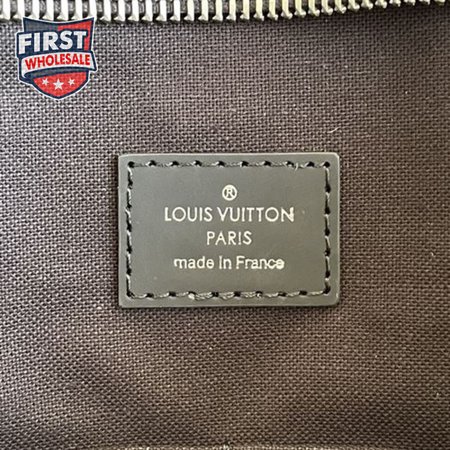 FIRST
WHOLESALE
®
LOUIS VUITTON
PARIS
made in France